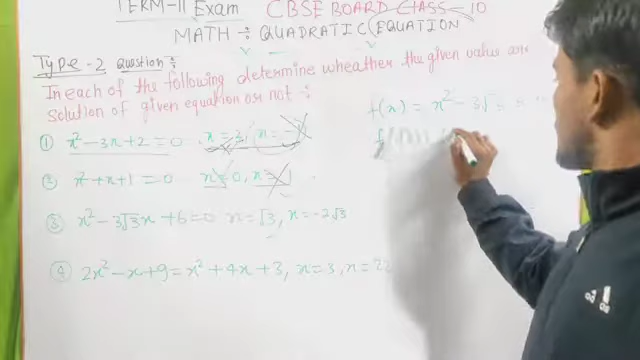 TERM-II Exam CBSE BOARD CLASS-10
MATH :- QUADRATIC (EQUATION
Type-2 Question :-
In each of the following determine wheather the given value are
solution of given equation or not :-
① x² - 3x + 2 = 0, x = 2, x = -1
② x² + x + 1 = 0 x = 0, x = 1
③ x² - 3√3x + 6 = 0 x = √3, x = -2√3
④ 2x² - x + 9 = x² + 4x + 3, x = 3, x = 22
f(x) = x² - 3√
f(